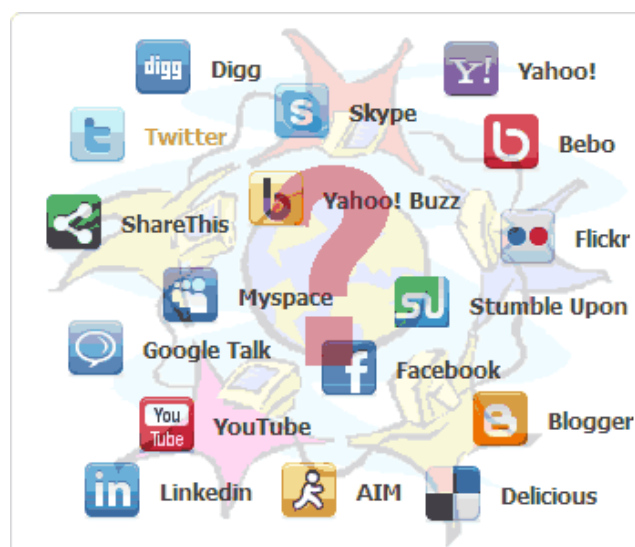 digg Digg
Y! Yahoo!
S Skype
t Twitter
b Bebo
b Yahoo! Buzz
ShareThis
Flickr
Myspace
su Stumble Upon
Google Talk
f Facebook
You Tube YouTube
B Blogger
in Linkedin
AIM
Delicious
?